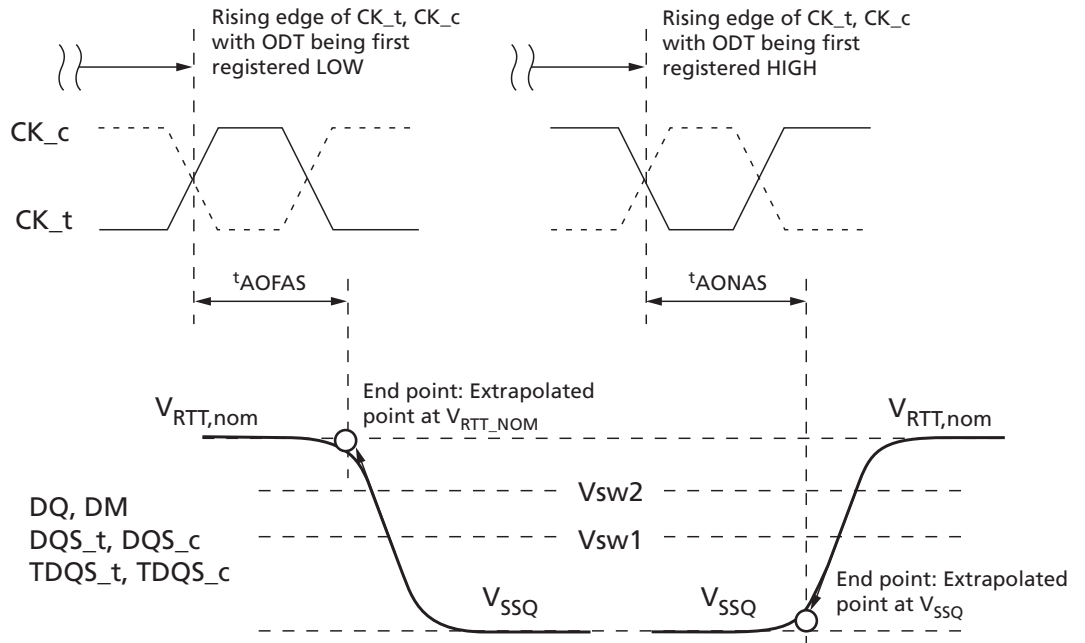 Rising edge of CK_t, CK_c
with ODT being first
registered LOW
Rising edge of CK_t, CK_c
with ODT being first
registered HIGH
CK_c
CK_t
tAOFAS
tAONAS
End point: Extrapolated
point at VRTT_NOM
VRTT,nom
VRTT,nom
Vsw2
DQ, DM
DQS_t, DQS_c
TDQS_t, TDQS_c
Vsw1
VSSQ
VSSQ
End point: Extrapolated
point at VSSQ